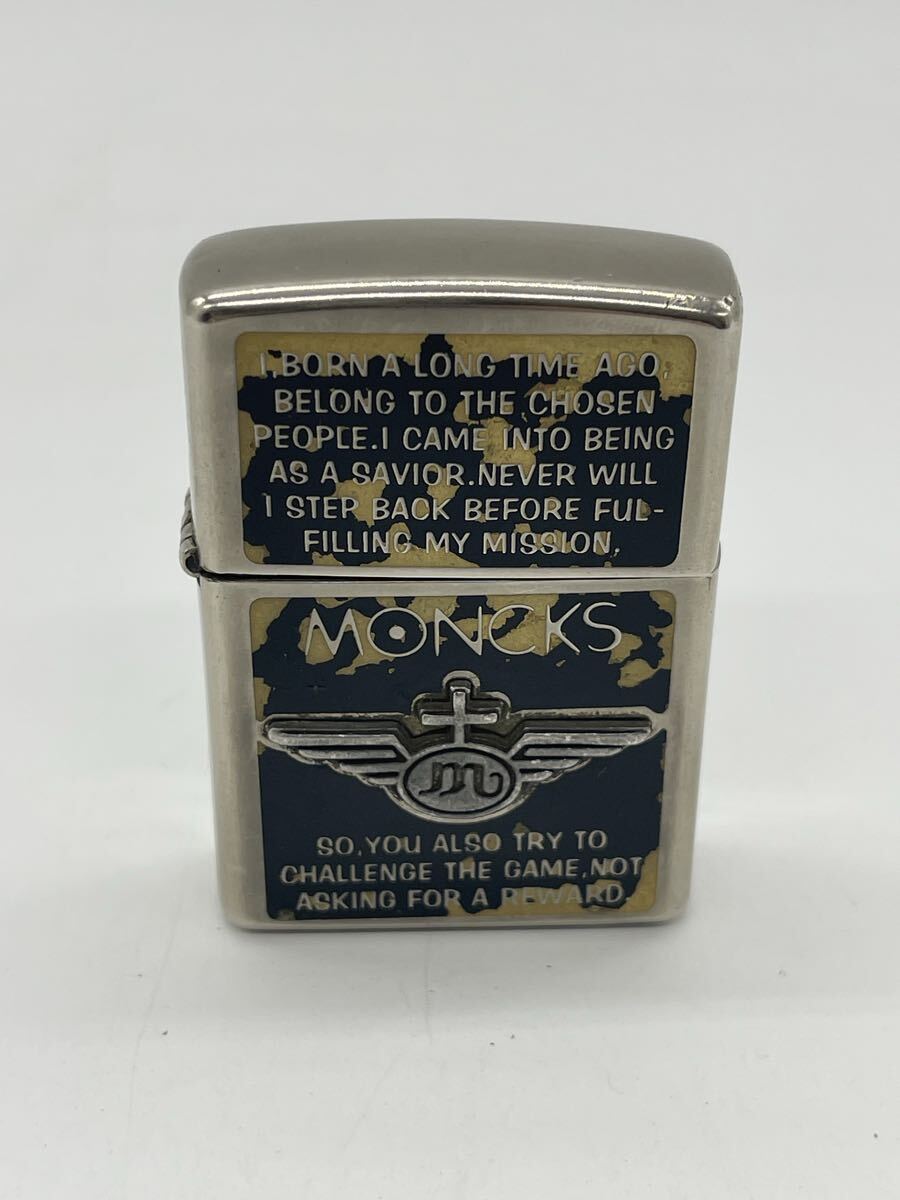 I, BORN A LONG TIME AGO,
BELONG TO THE CHOSEN
PEOPLE. I CAME INTO BEING
AS A SAVIOR. NEVER WILL
I STEP BACK BEFORE FUL-
FILLING MY MISSION.
MONCKS
m
SO, YOU ALSO TRY TO
CHALLENGE THE GAME, NOT
ASKING FOR A REWARD.